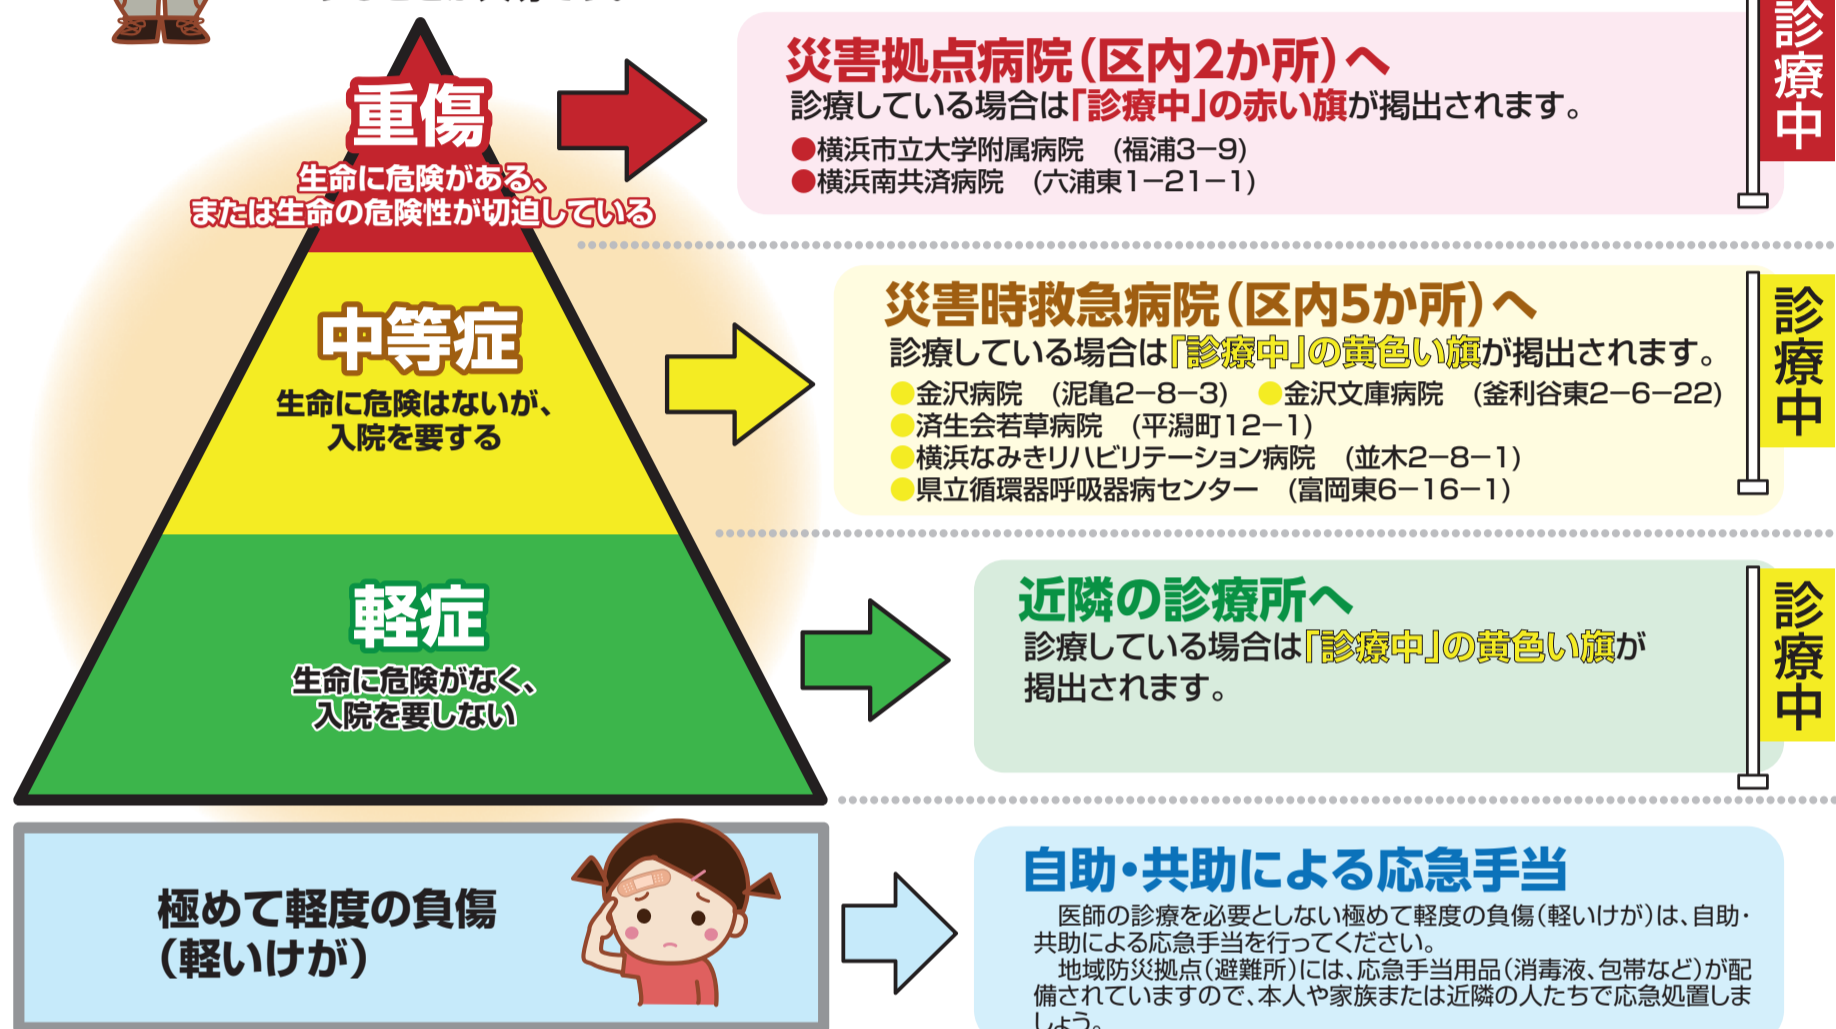 重傷
生命に危険がある、
または生命の危険性が切迫している
災害拠点病院(区内2か所)へ
診療している場合は「診療中」の赤い旗が掲出されます。
●横浜市立大学附属病院 (福浦3−9)
●横浜南共済病院 (六浦東1−21−1)
診療中
中等症
生命に危険はないが、
入院を要する
災害時救急病院(区内5か所)へ
診療している場合は「診療中」の黄色い旗が掲出されます。
●金沢病院 (泥亀2−8−3) ●金沢文庫病院 (釜利谷東2−6−22)
●済生会若草病院 (平潟町12−1)
●横浜なみきリハビリテーション病院 (並木2−8−1)
●県立循環器呼吸器病センター (富岡東6−16−1)
診療中
軽症
生命に危険がなく、
入院を要しない
近隣の診療所へ
診療している場合は「診療中」の黄色い旗が
掲出されます。
診療中
極めて軽度の負傷
(軽いけが)
自助・共助による応急手当
医師の診療を必要としない極めて軽度の負傷(軽いけが)は、自助・
共助による応急手当を行ってください。
地域防災拠点(避難所)には、応急手当用品(消毒液、包帯など)が配
備されていますので、本人や家族または近隣の人たちで応急処置しま
しょう。